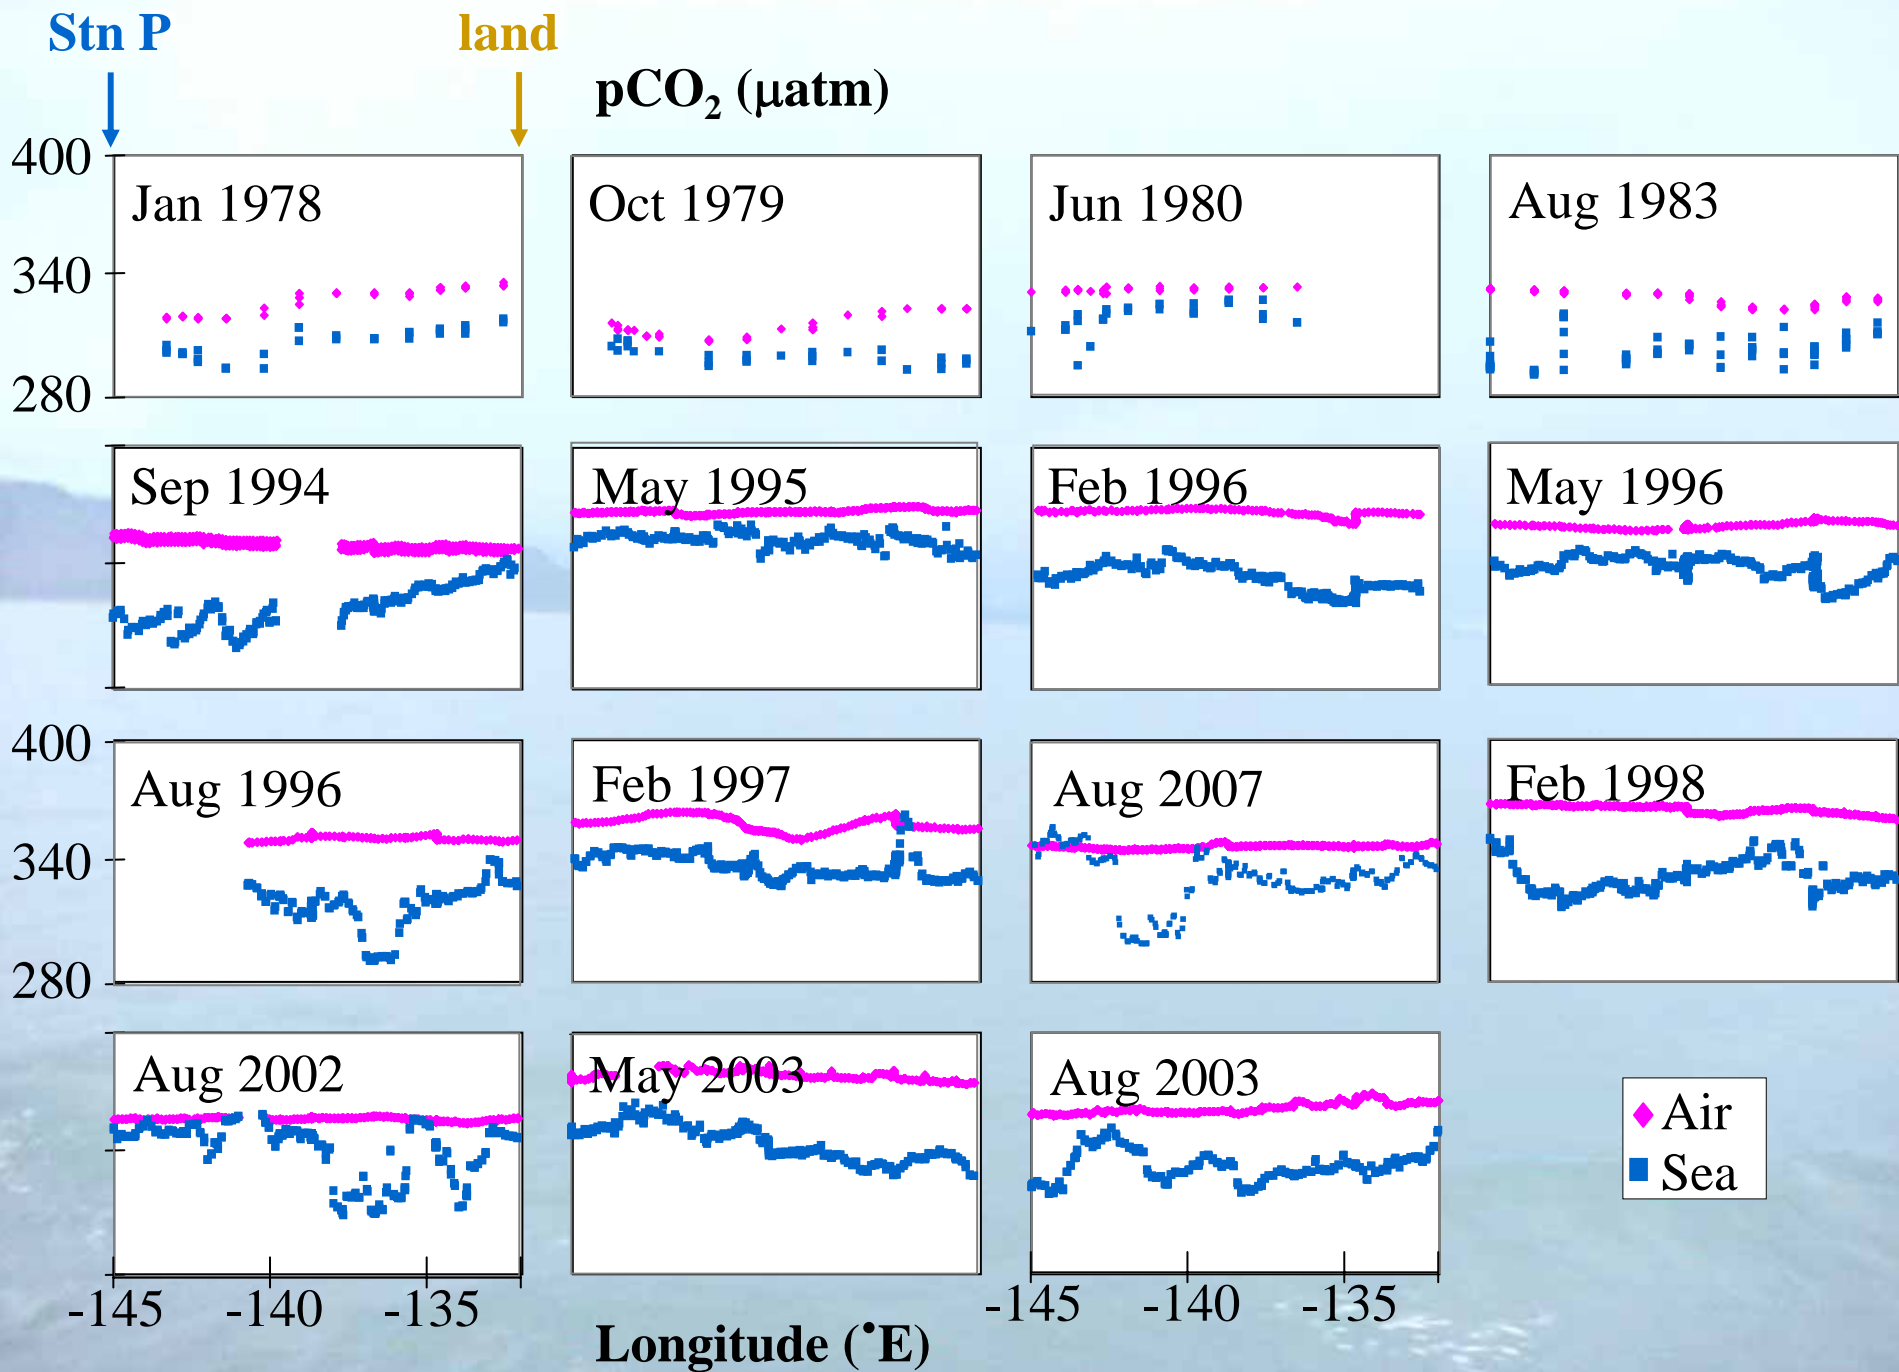 Stn P
land
pCO₂ (μatm)
400
340
280
Jan 1978
Oct 1979
Jun 1980
Aug 1983
Sep 1994
May 1995
Feb 1996
May 1996
400
340
280
Aug 1996
Feb 1997
Aug 2007
Feb 1998
Aug 2002
May 2003
Aug 2003
Air
Sea
-145 -140 -135
-145 -140 -135
Longitude (˚E)